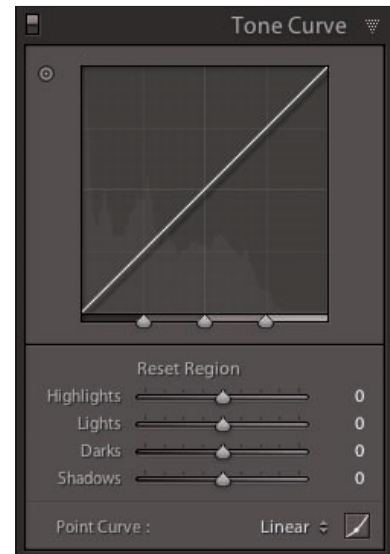 Tone Curve
Reset Region
Highlights 0
Lights 0
Darks 0
Shadows 0
Point Curve : Linear